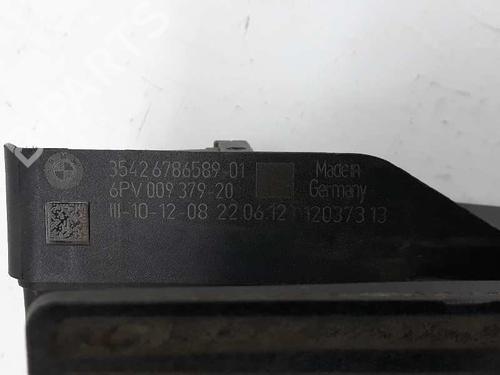 35426786589-01
6PV 009 379-20
Made in
Germany
III-10-12-08 22.06.12 12037313